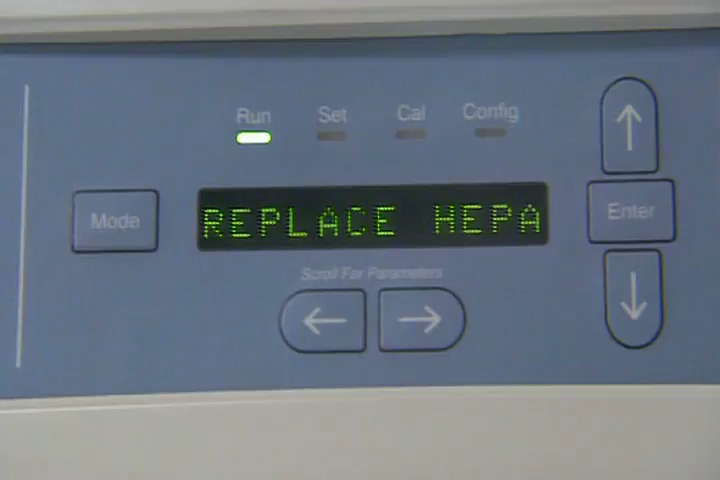 Run Set Cal Config
Mode
REPLACE HEPA
Enter
Scroll For Parameters